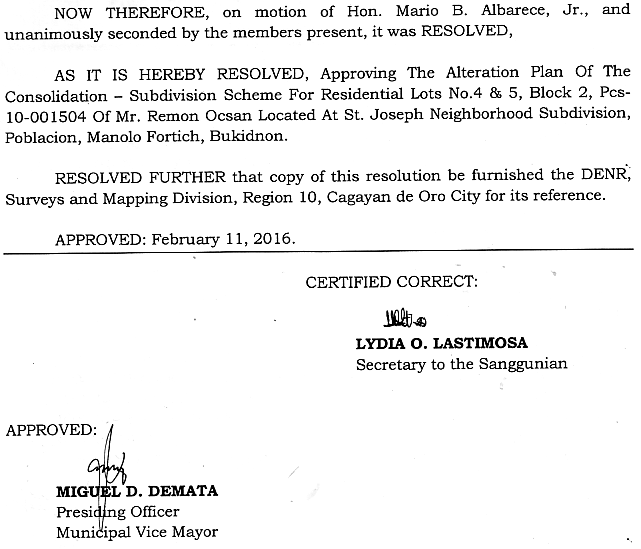 NOW THEREFORE, on motion of Hon. Mario B. Albarece, Jr., and
unanimously seconded by the members present, it was RESOLVED,
AS IT IS HEREBY RESOLVED, Approving The Alteration Plan Of The
Consolidation – Subdivision Scheme For Residential Lots No.4 & 5, Block 2, Pcs-
10-001504 Of Mr. Remon Ocsan Located At St. Joseph Neighborhood Subdivision,
Poblacion, Manolo Fortich, Bukidnon.
RESOLVED FURTHER that copy of this resolution be furnished the DENR,
Surveys and Mapping Division, Region 10, Cagayan de Oro City for its reference.
APPROVED: February 11, 2016.
CERTIFIED CORRECT:
LYDIA O. LASTIMOSA
Secretary to the Sanggunian
APPROVED:
MIGUEL D. DEMATA
Presiding Officer
Municipal Vice Mayor